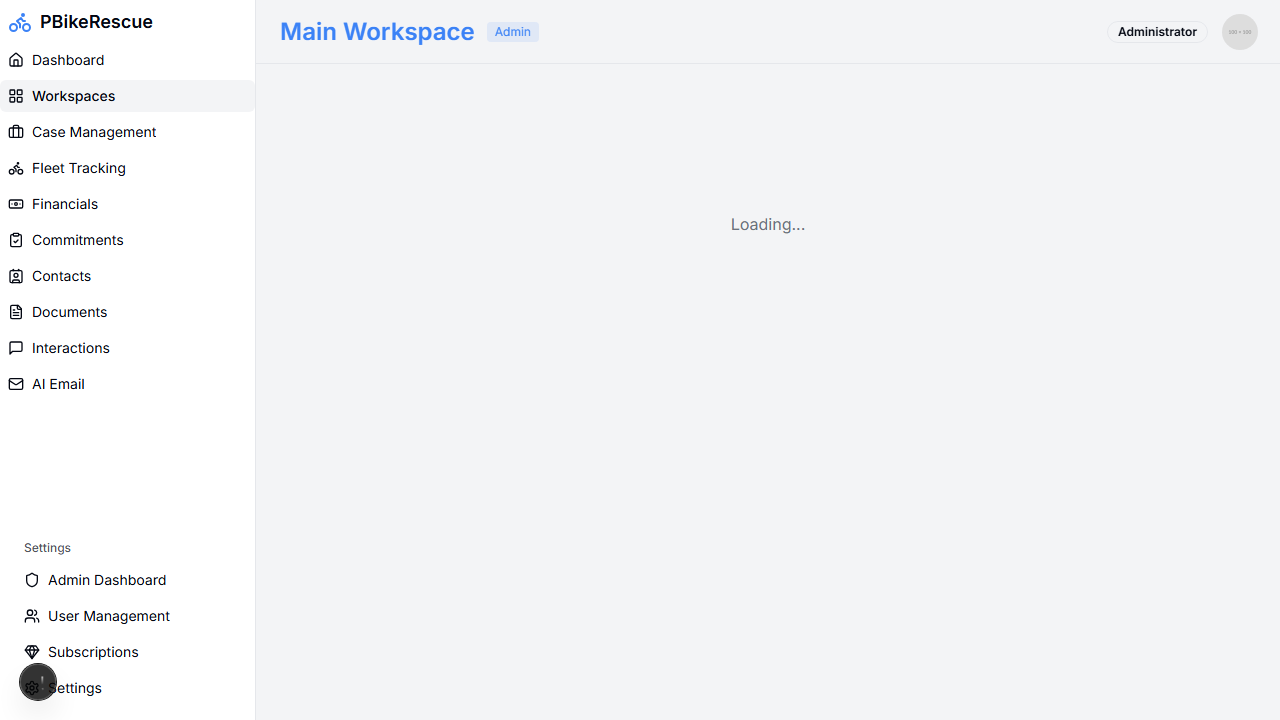 PBikeRescue
Dashboard
Workspaces
Case Management
Fleet Tracking
Financials
Commitments
Contacts
Documents
Interactions
AI Email
Settings
Admin Dashboard
User Management
Subscriptions
Settings
Main Workspace
Admin
Administrator
Loading...